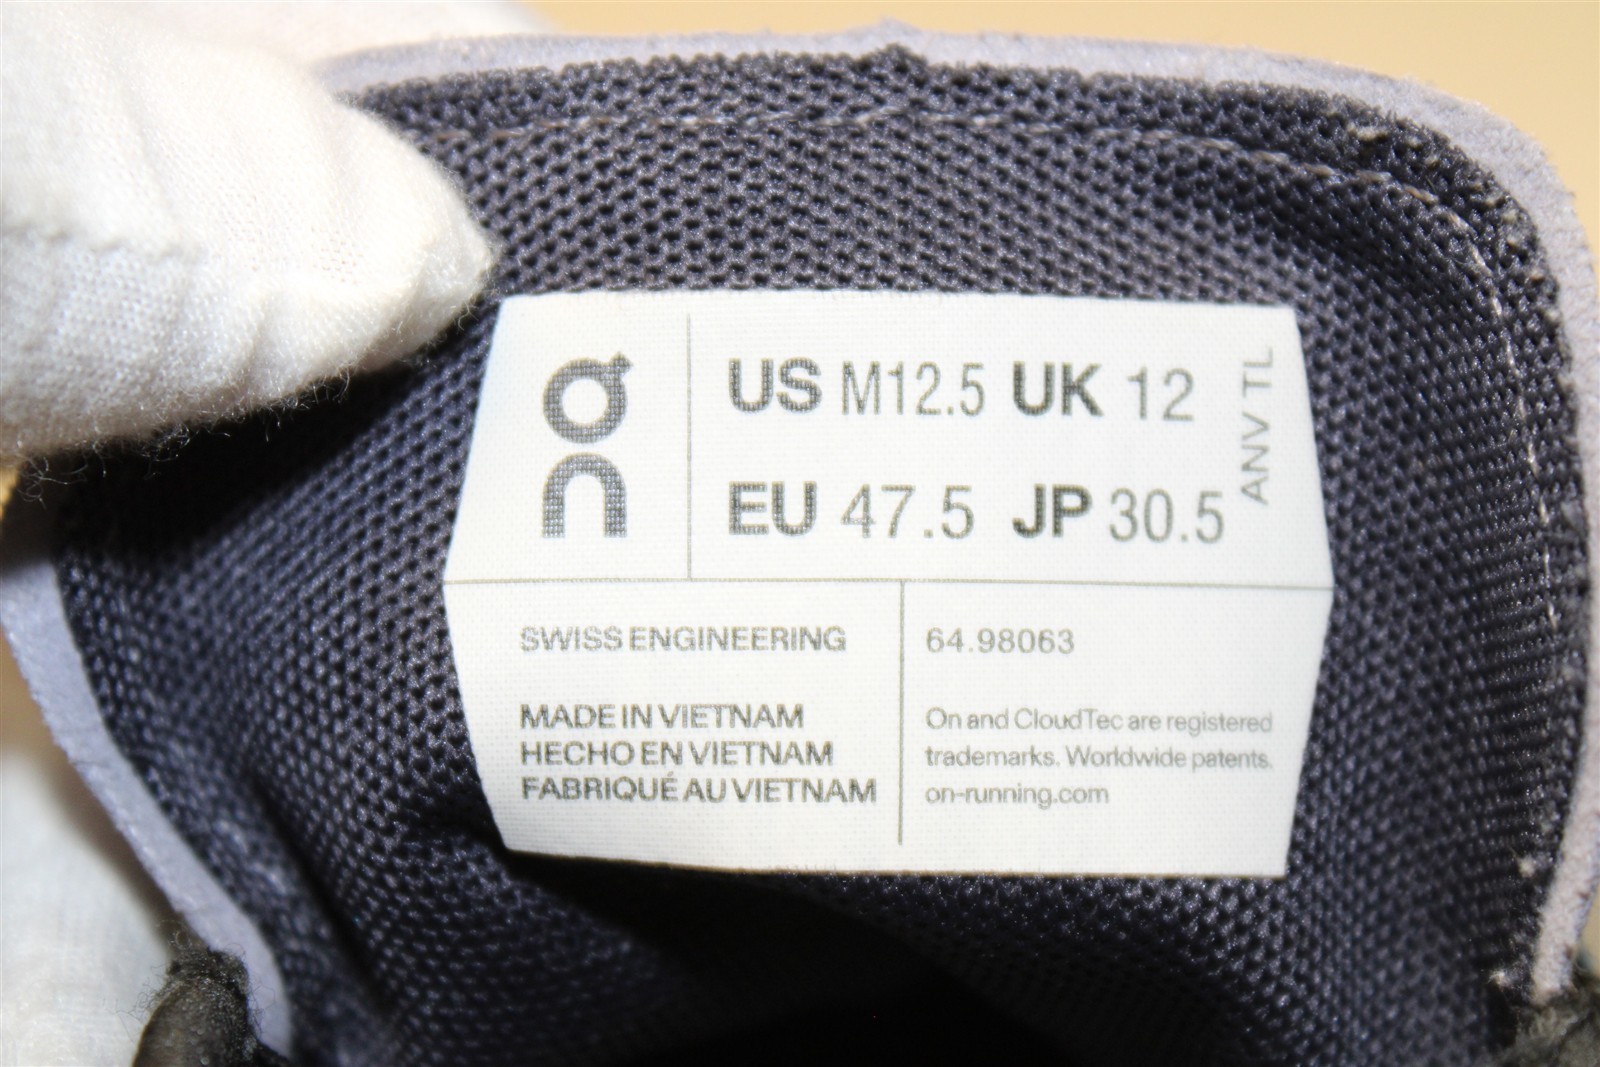 on
US M12.5 UK 12
EU 47.5 JP 30.5
ANV TL
SWISS ENGINEERING
MADE IN VIETNAM
HECHO EN VIETNAM
FABRIQUÉ AU VIETNAM
64.98063
On and CloudTec are registered
trademarks. Worldwide patents.
on-running.com